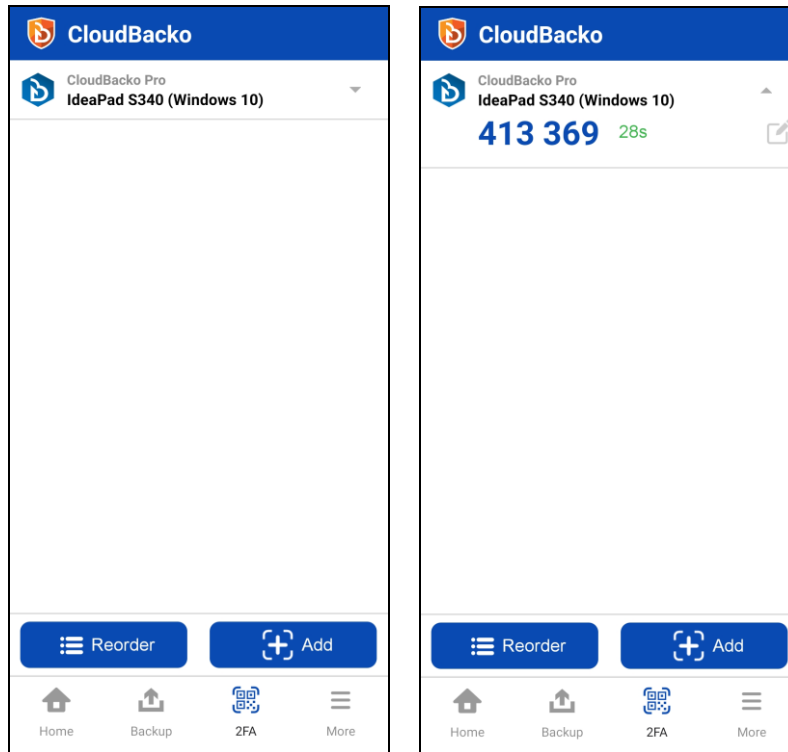 CloudBacko
CloudBacko Pro
IdeaPad S340 (Windows 10)
Reorder
Add
Home
Backup
2FA
More
CloudBacko
CloudBacko Pro
IdeaPad S340 (Windows 10)
413 369 28s
Reorder
Add
Home
Backup
2FA
More